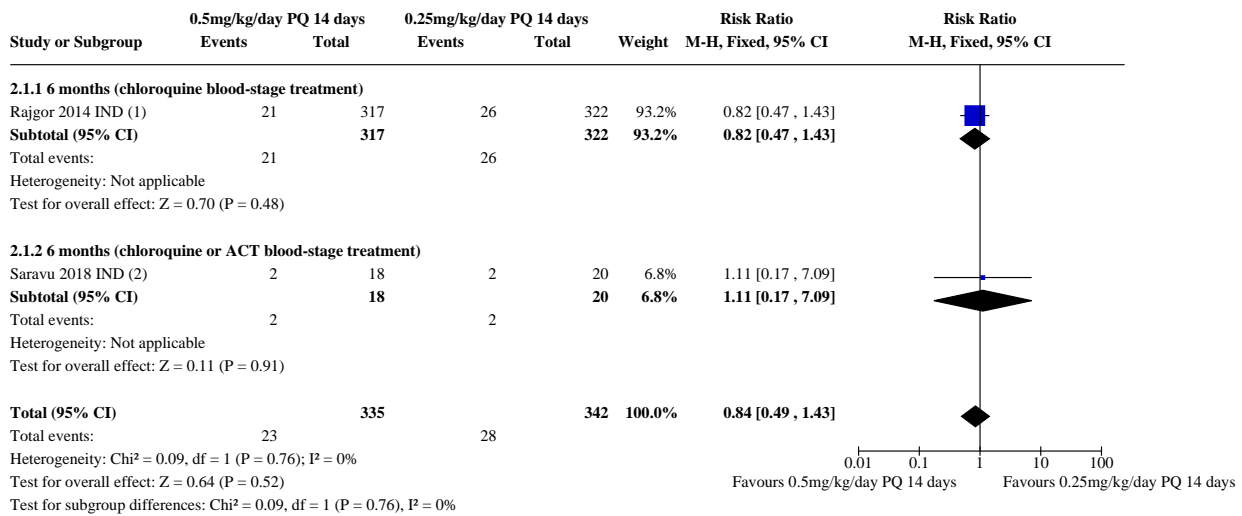 0.5mg/kg/day PQ 14 days 0.25mg/kg/day PQ 14 days Risk Ratio Risk Ratio
Study or Subgroup Events Total Events Total Weight M-H, Fixed, 95% CI M-H, Fixed, 95% CI
2.1.1 6 months (chloroquine blood-stage treatment)
Rajgor 2014 IND (1) 21 317 26 322 93.2% 0.82 [0.47 , 1.43]
Subtotal (95% CI) 317 322 93.2% 0.82 [0.47 , 1.43]
Total events: 21 26
Heterogeneity: Not applicable
Test for overall effect: Z = 0.70 (P = 0.48)
2.1.2 6 months (chloroquine or ACT blood-stage treatment)
Saravu 2018 IND (2) 2 18 2 20 6.8% 1.11 [0.17 , 7.09]
Subtotal (95% CI) 18 20 6.8% 1.11 [0.17 , 7.09]
Total events: 2 2
Heterogeneity: Not applicable
Test for overall effect: Z = 0.11 (P = 0.91)
Total (95% CI) 335 342 100.0% 0.84 [0.49 , 1.43]
Total events: 23 28
Heterogeneity: Chi² = 0.09, df = 1 (P = 0.76); I² = 0%
0.01 0.1 1 10 100
Test for overall effect: Z = 0.64 (P = 0.52)
Favours 0.5mg/kg/day PQ 14 days Favours 0.25mg/kg/day PQ 14 days
Test for subgroup differences: Chi² = 0.09, df = 1 (P = 0.76), I² = 0%